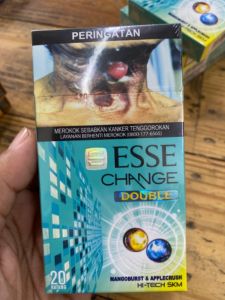 PERINGATAN
MEROKOK SEBABKAN KANKER TENGGOROKAN
LAYANAN BERHENTI MEROKOK (0800-177-6565)
ESSE
CHANGE
DOUBLE
20
BATANG
MANGOBURST & APPLECRUSH
HI-TECH SKM